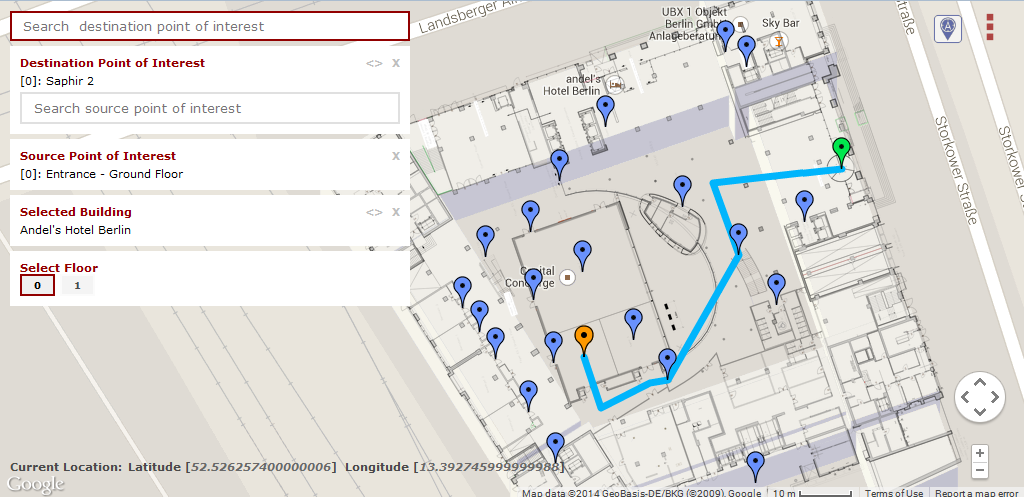 Search  destination point of interest
Destination Point of Interest
<> X
[0]: Saphir 2
Search source point of interest
Source Point of Interest
X
[0]: Entrance - Ground Floor
Selected Building
<> X
Andel's Hotel Berlin
Select Floor
0 1
Landsberger Al
UBX 1 Objekt
Berlin Gmb
Anlageberatun
Sky Bar
A
andel's
Hotel Berlin
Capital
Concierge
straße
Storkower Straße
Storkower St
Current Location: Latitude [52.526257400000006] Longitude [13.392745999999988]
Google
+
−
Map data ©2014 GeoBasis-DE/BKG (©2009), Google
10 m
Terms of Use
Report a map error